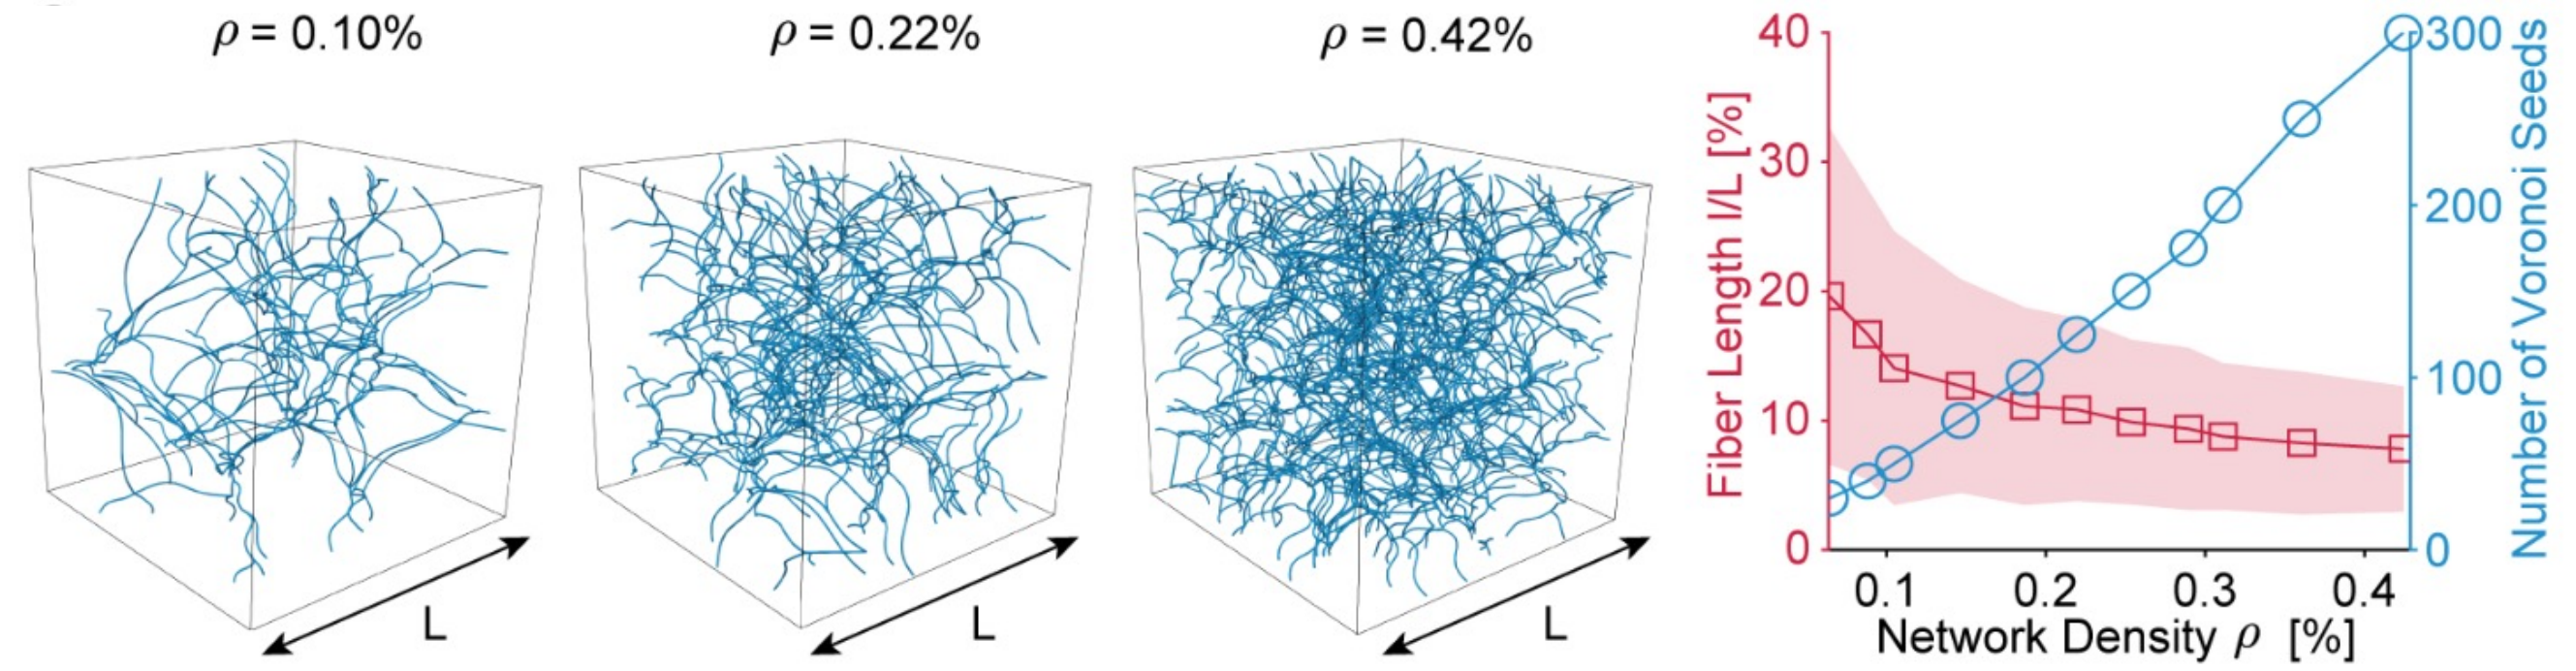 ρ = 0.10%
ρ = 0.22%
ρ = 0.42%
L
L
L
40
30
20
10
0
Fiber Length l/L [%]
300
200
100
0
Number of Voronoi Seeds
0.1 0.2 0.3 0.4
Network Density ρ [%]